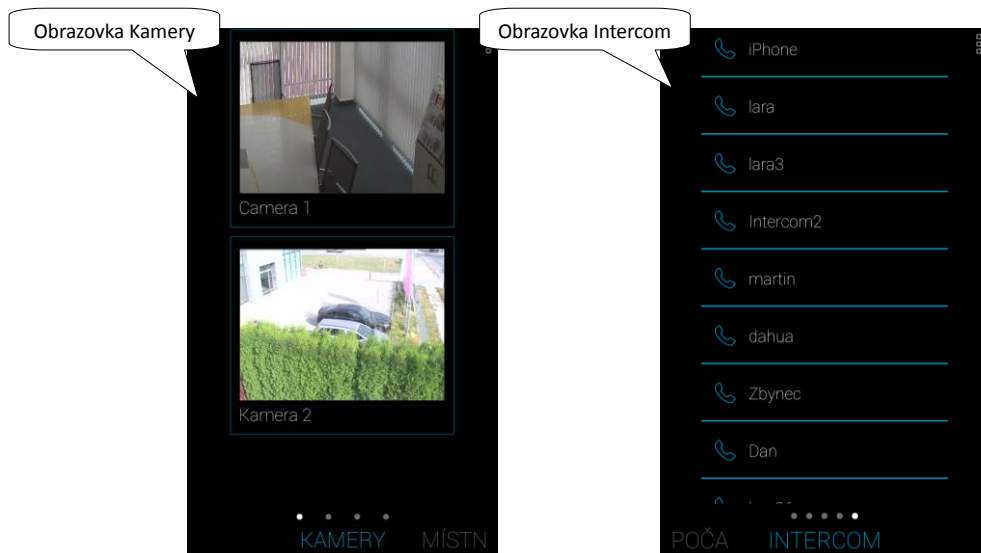 Obrazovka Kamery
Camera 1
Kamera 2
KAMERY MÍSTN
Obrazovka Intercom
iPhone
lara
lara3
Intercom2
martin
dahua
Zbynec
Dan
POČA INTERCOM